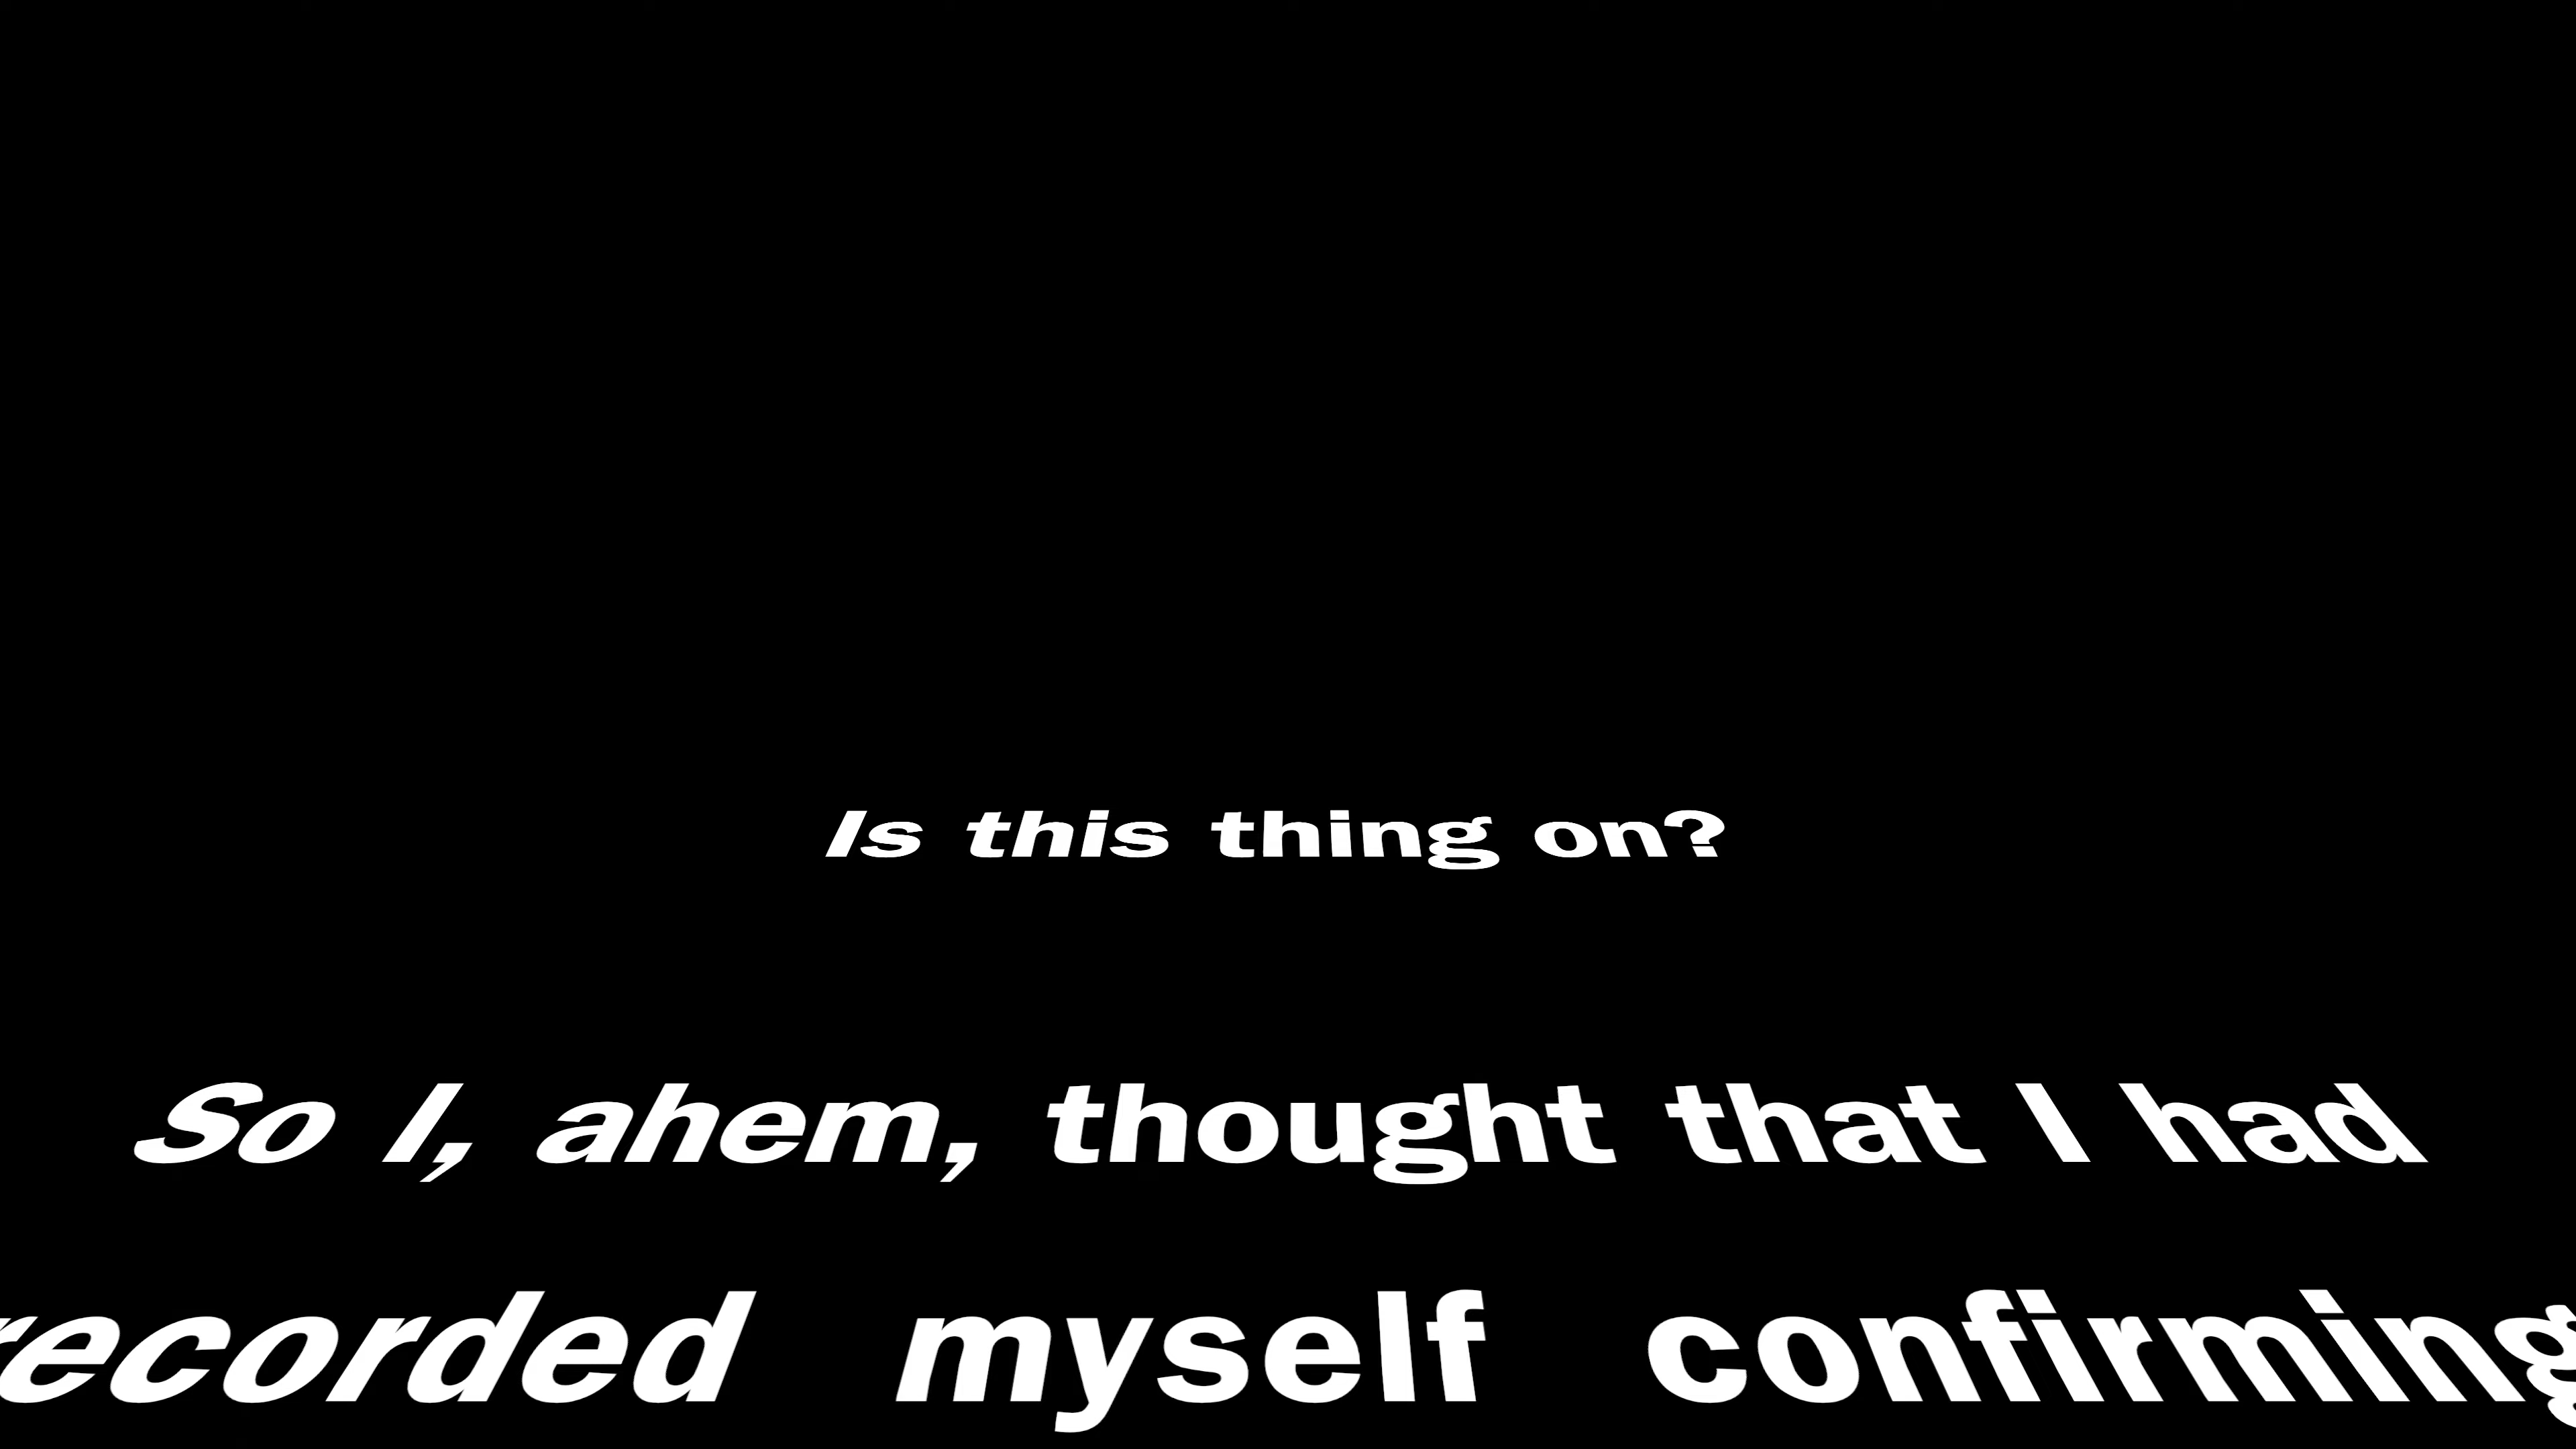 Is this thing on?
So I, ahem, thought that I had
recorded myself confirming